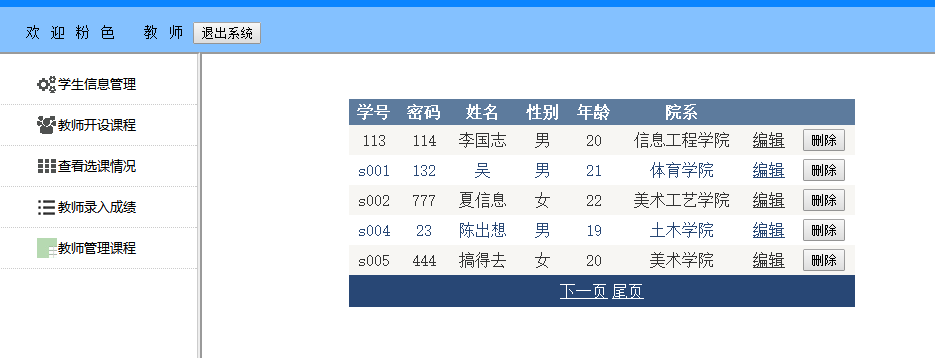 欢迎粉色 教师 退出系统
学生信息管理
教师开设课程
查看选课情况
教师录入成绩
教师管理课程
学号 密码 姓名 性别 年龄 院系
113 114 李国志 男 20 信息工程学院 编辑 删除
s001 132 吴 男 21 体育学院 编辑 删除
s002 777 夏信息 女 22 美术工艺学院 编辑 删除
s004 23 陈出想 男 19 土木学院 编辑 删除
s005 444 搞得去 女 20 美术学院 编辑 删除
下一页 尾页